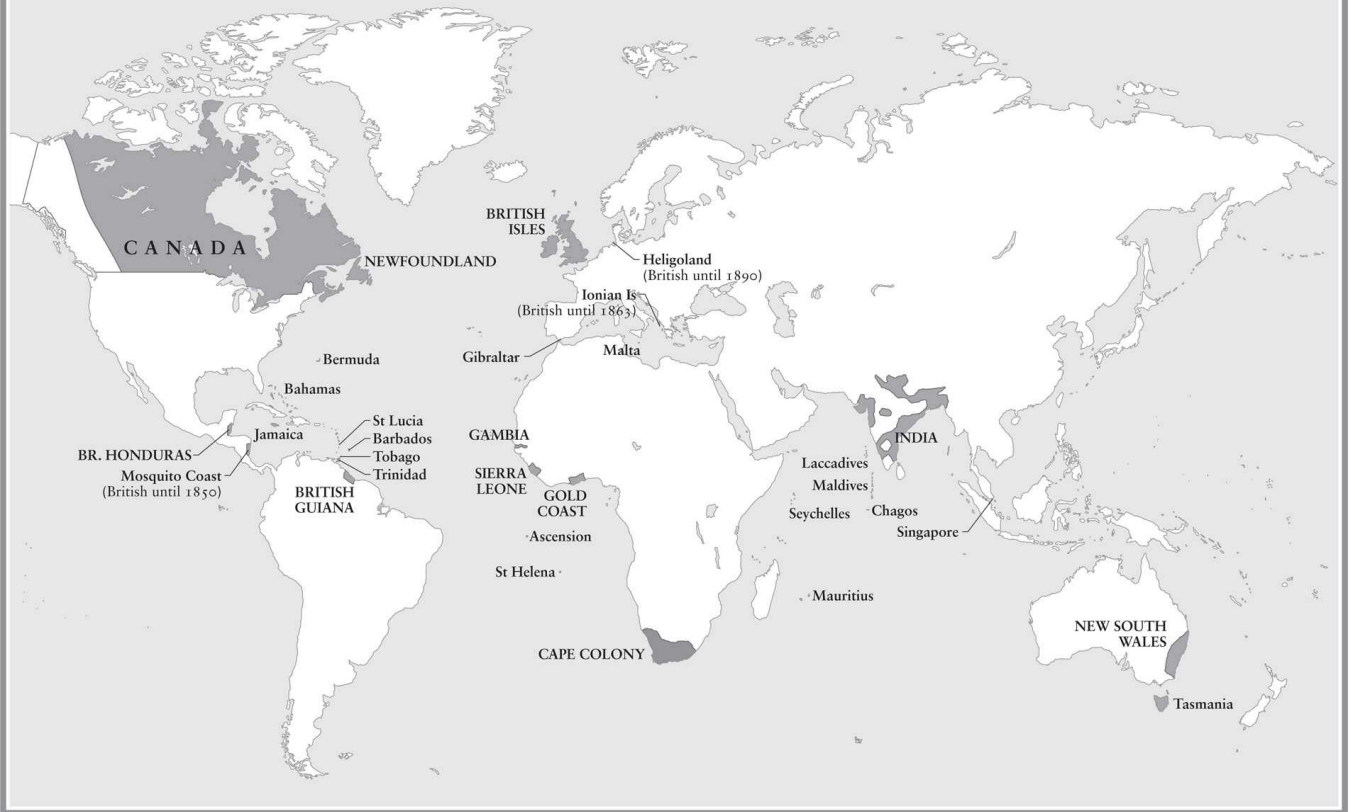 CANADA
NEWFOUNDLAND
BRITISH
ISLES
Heligoland
(British until 1890)
Ionian Is
(British until 1863)
Gibraltar
Malta
Bermuda
Bahamas
Jamaica
St Lucia
Barbados
Tobago
Trinidad
BR. HONDURAS
Mosquito Coast
(British until 1850)
BRITISH
GUIANA
GAMBIA
SIERRA
LEONE
GOLD
COAST
Ascension
St Helena
CAPE COLONY
INDIA
Laccadives
Maldives
Seychelles
Chagos
Singapore
Mauritius
NEW SOUTH
WALES
Tasmania